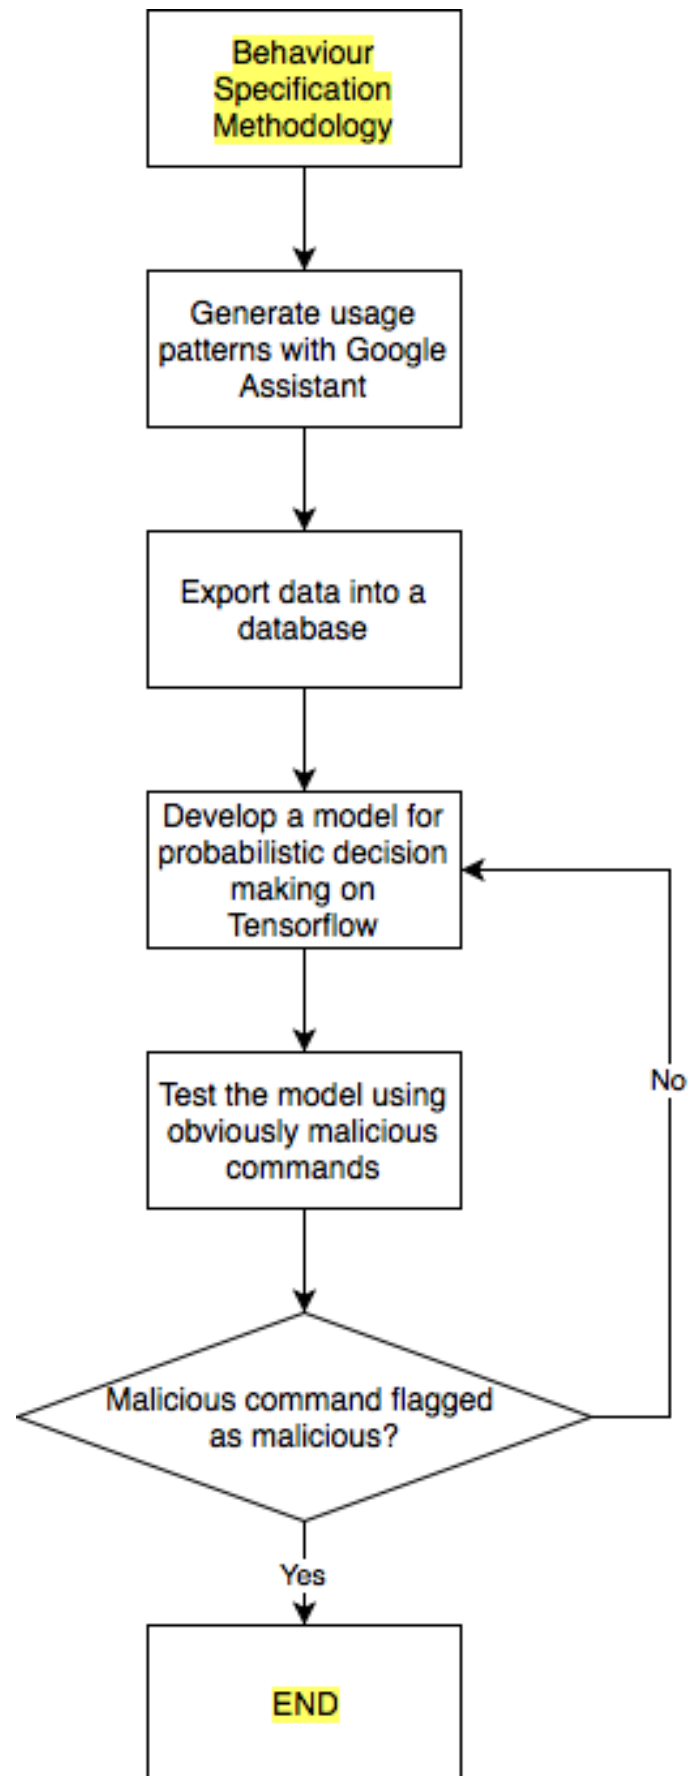 Behaviour
Specification
Methodology
Generate usage
patterns with Google
Assistant
Export data into a
database
Develop a model for
probabilistic decision
making on
Tensorflow
Test the model using
obviously malicious
commands
No
Malicious command flagged
as malicious?
Yes
END